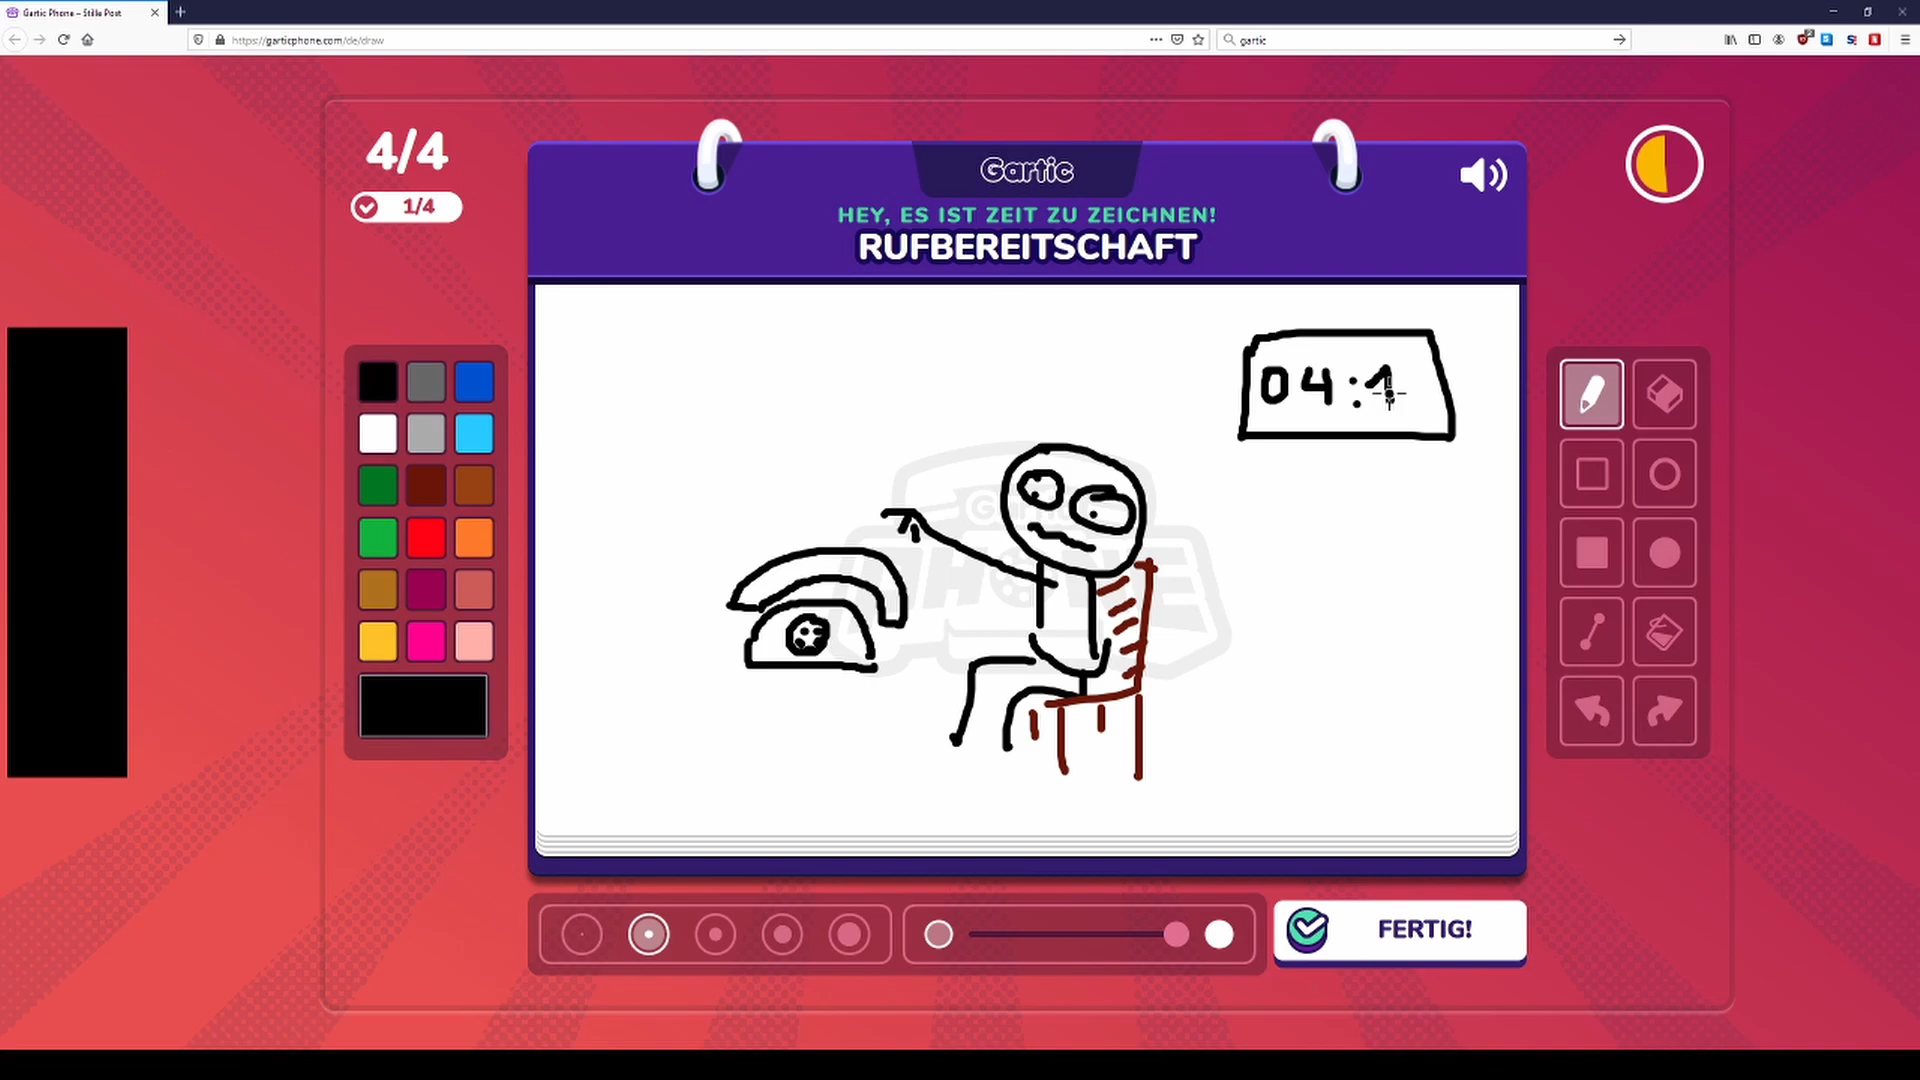 Gartic Phone – Stille Post
https://garticphone.com/de/draw
gartic
4/4
1/4
Gartic
HEY, ES IST ZEIT ZU ZEICHNEN!
RUFBEREITSCHAFT
04:1
PHONE
FERTIG!